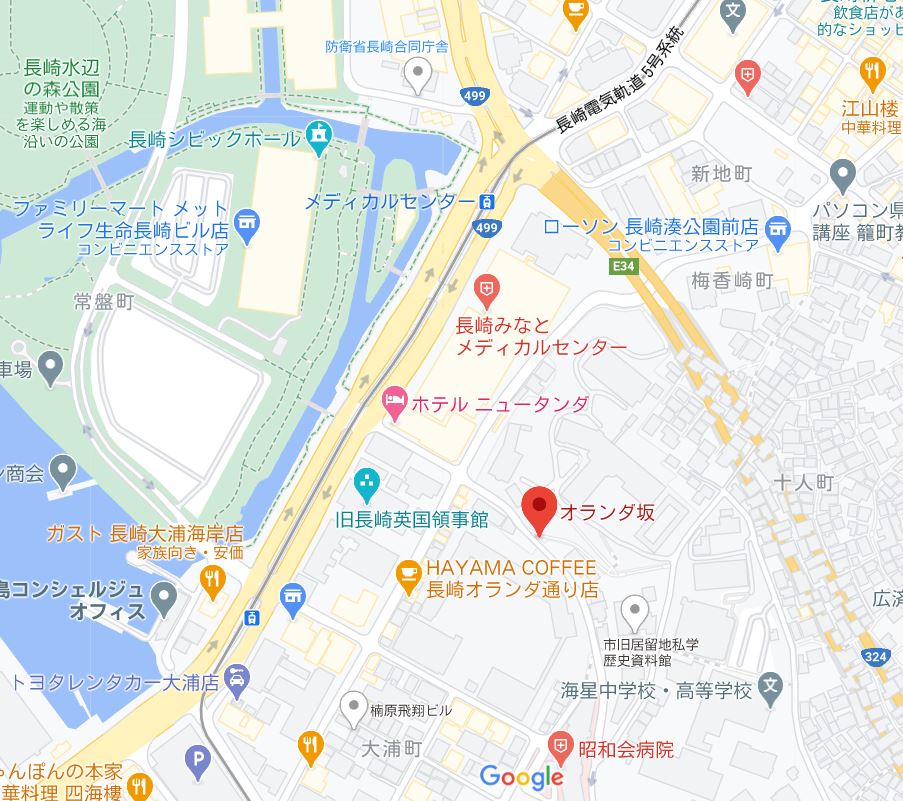 長崎水辺
の森公園
運動や散策
を楽しめる海
沿いの公園
防衛省長崎合同庁舎
499
長崎電気軌道 5号系統
文
飲食店が
的なショッピ
江山楼
中華料理
長崎シビックホール
新地町
メディカルセンター
499
ファミリーマート メット
ライフ生命長崎ビル店
コンビニエンスストア
ローソン 長崎湊公園前店
コンビニエンスストア
パソコン県
講座 籠町教
E34
梅香崎町
常盤町
長崎みなと
メディカルセンター
車場
ホテル ニュータンダ
ン商会
十人町
旧長崎英国領事館
オランダ坂
ガスト 長崎大浦海岸店
家族向き・安価
HAYAMA COFFEE
長崎オランダ通り店
島コンシェルジュ
オフィス
広済
市旧居留地私学
歴史資料館
324
トヨタレンタカー大浦店
海星中学校・高等学校
文
楠原飛翔ビル
大浦町
昭和会病院
P
ゃんぽんの本家
華料理 四海樓
Google